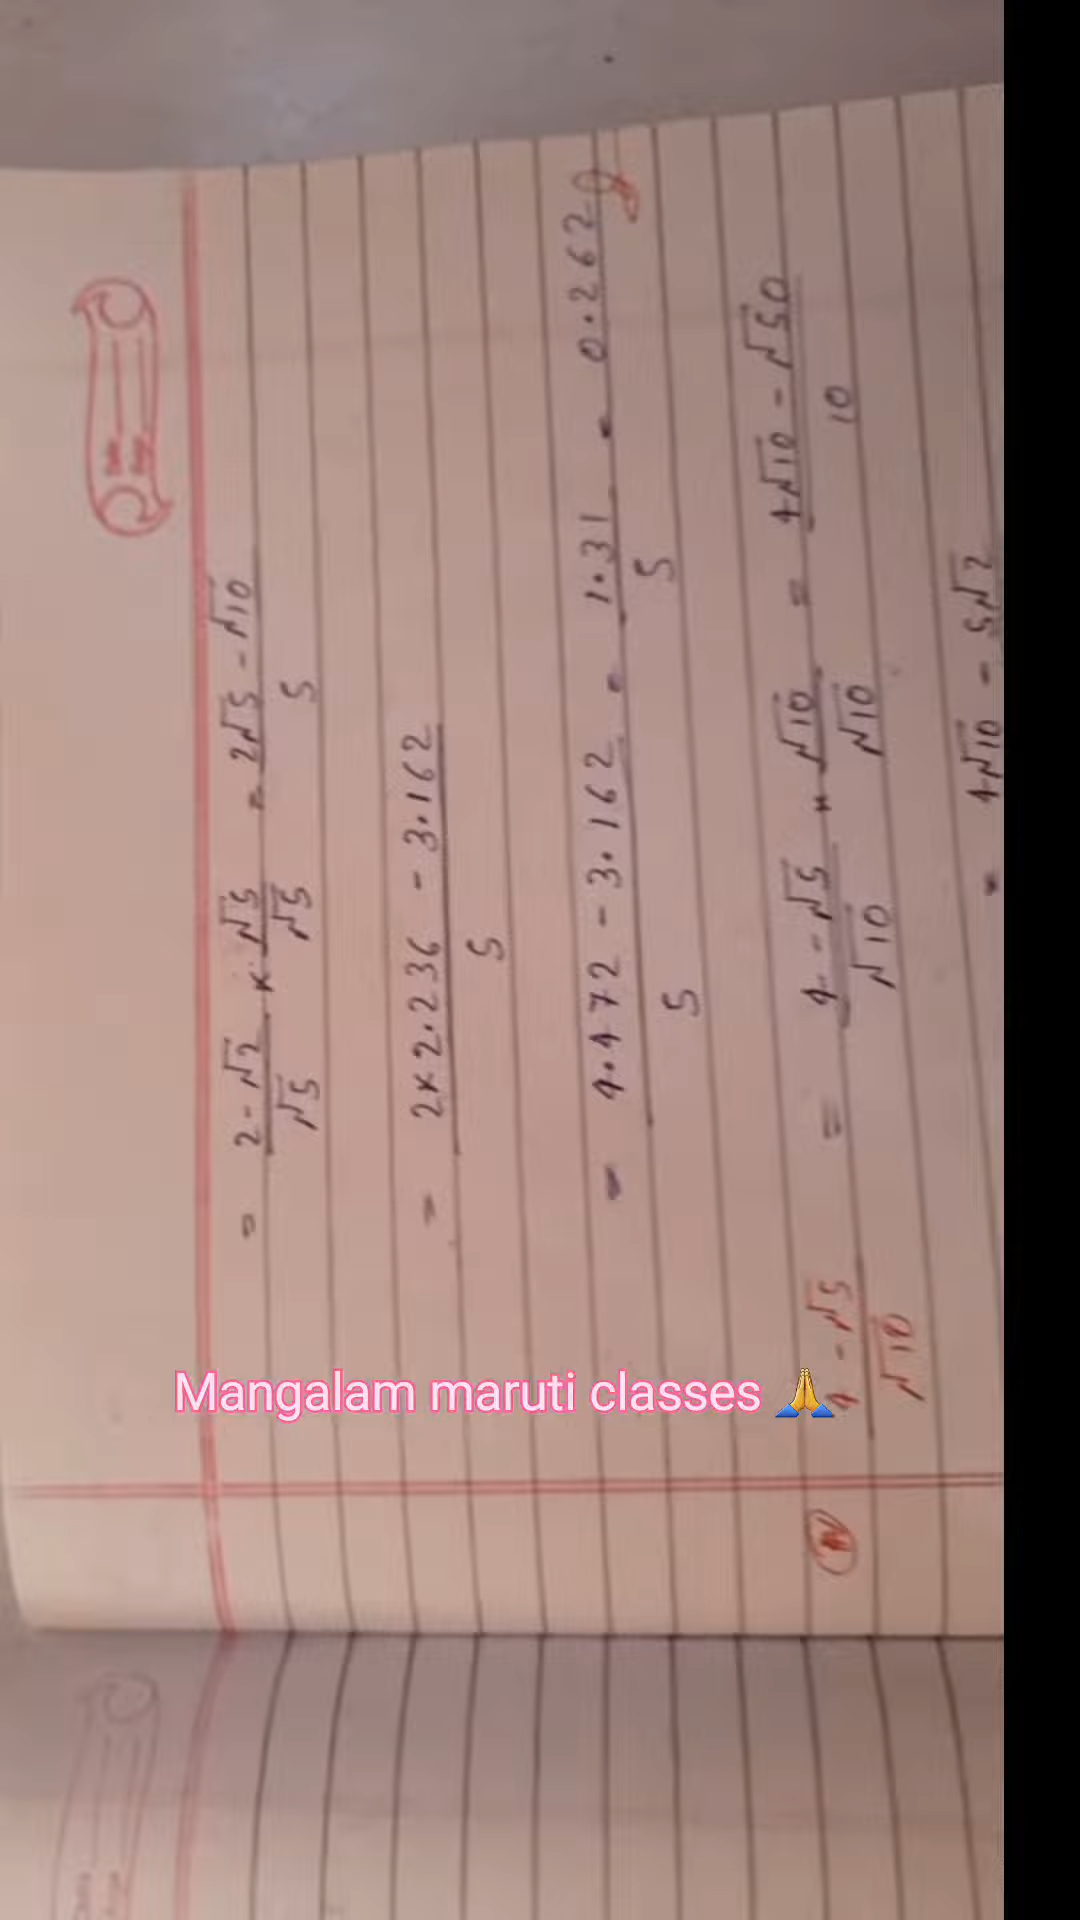 = 2-√2/√5 × √5/√5 = 2√5 - √10/5
= 2×2.236 - 3.162/5
= 4.472 - 3.162/5 = 1.31/5 = 0.262
4-√5/√10 = 4-√5/√10 × √10/√10 = 4√10 - √50/10
= 4√10 - 5√2
Mangalam maruti classes 🙏